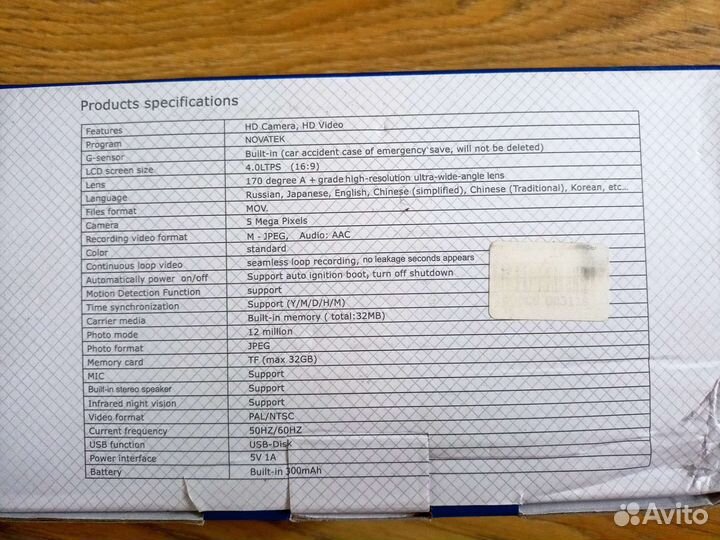 Products specifications
Features HD Camera, HD Video
Program NOVATEK
G-sensor Built-in (car accident case of emergency save, will not be deleted)
LCD screen size 4.0LTPS (16:9)
Lens 170 degree A + grade high-resolution ultra-wide-angle lens
Language Russian, Japanese, English, Chinese (simplified), Chinese (Traditional), Korean, etc...
Files format MOV.
Camera 5 Mega Pixels
Recording video format M - JPEG, Audio: AAC
Color standard
Continuous loop video seamless loop recording, no leakage seconds appears
Automatically power on/off Support auto ignition boot, turn off shutdown
Motion Detection Function support
Time synchronization Support (Y/M/D/H/M)
Carrier media Built-in memory ( total:32MB)
Photo mode 12 million
Photo format JPEG
Memory card TF (max 32GB)
MIC Support
Built-in stereo speaker Support
Infrared night vision Support
Video format PAL/NTSC
Current frequency 50HZ/60HZ
USB function USB-Disk
Power interface 5V 1A
Battery Built-in 300mAh
Avito